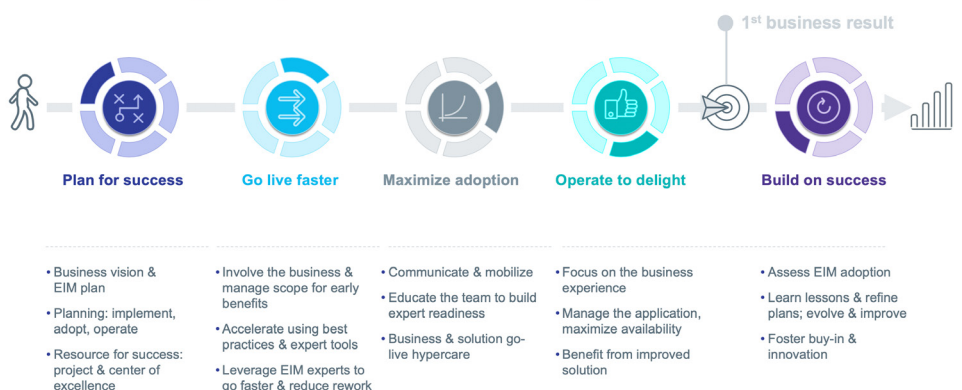 1st business result
Plan for success
Go live faster
Maximize adoption
Operate to delight
Build on success
• Business vision &
EIM plan
• Planning: implement,
adopt, operate
• Resource for success:
project & center of
excellence
• Involve the business &
manage scope for early
benefits
• Accelerate using best
practices & expert tools
• Leverage EIM experts to
go faster & reduce rework
• Communicate & mobilize
• Educate the team to build
expert readiness
• Business & solution go-
live hypercare
• Focus on the business
experience
• Manage the application,
maximize availability
• Benefit from improved
solution
• Assess EIM adoption
• Learn lessons & refine
plans; evolve & improve
• Foster buy-in &
innovation